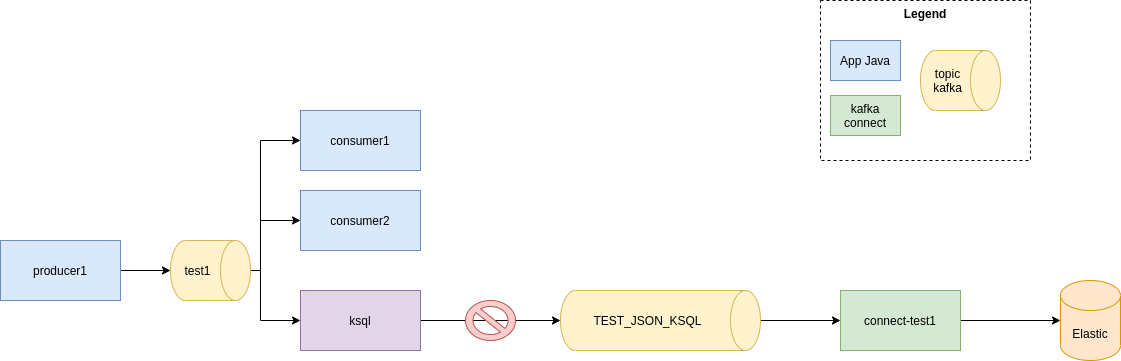 Legend
App Java
topic
kafka
kafka
connect
consumer1
consumer2
producer1
test1
ksql
TEST_JSON_KSQL
connect-test1
Elastic